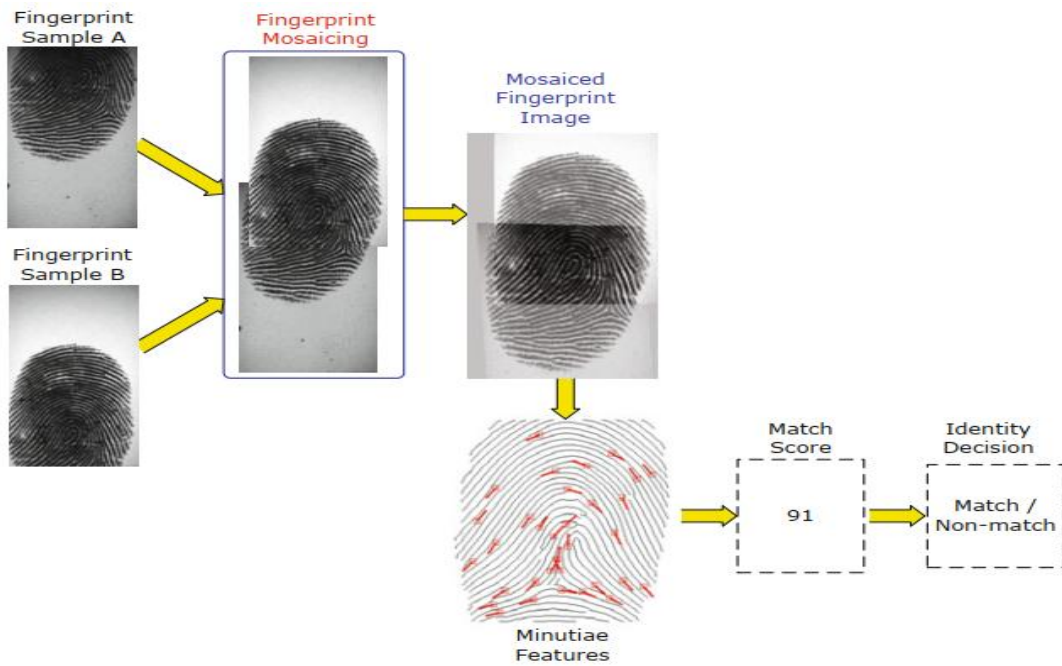 Fingerprint
Sample A
Fingerprint
Mosaicing
Mosaiced
Fingerprint
Image
Fingerprint
Sample B
Match
Score
Identity
Decision
91
Match /
Non-match
Minutiae
Features